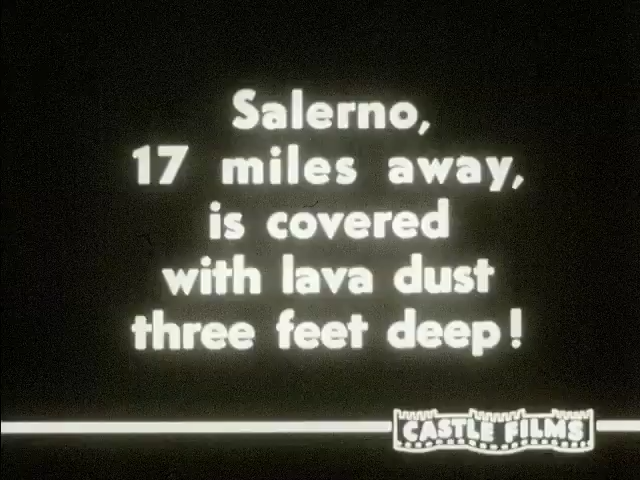 Salerno,
17 miles away,
is covered
with lava dust
three feet deep!
CASTLE FILMS